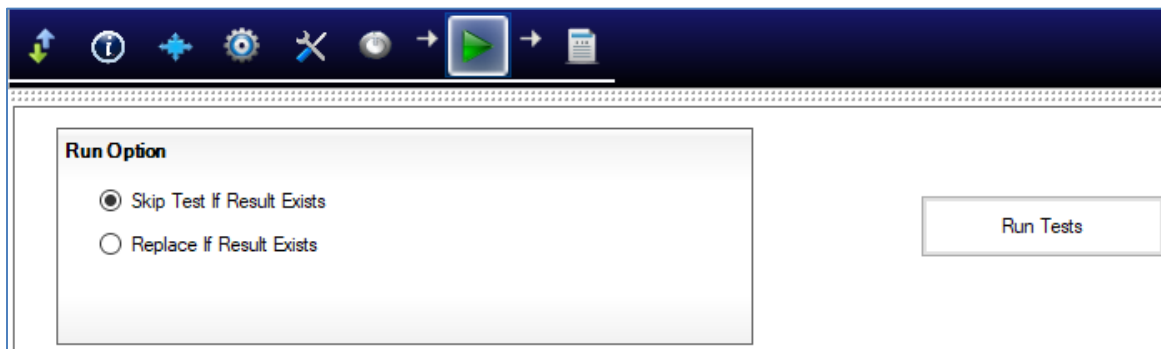 Run Option
Skip Test If Result Exists
Replace If Result Exists
Run Tests